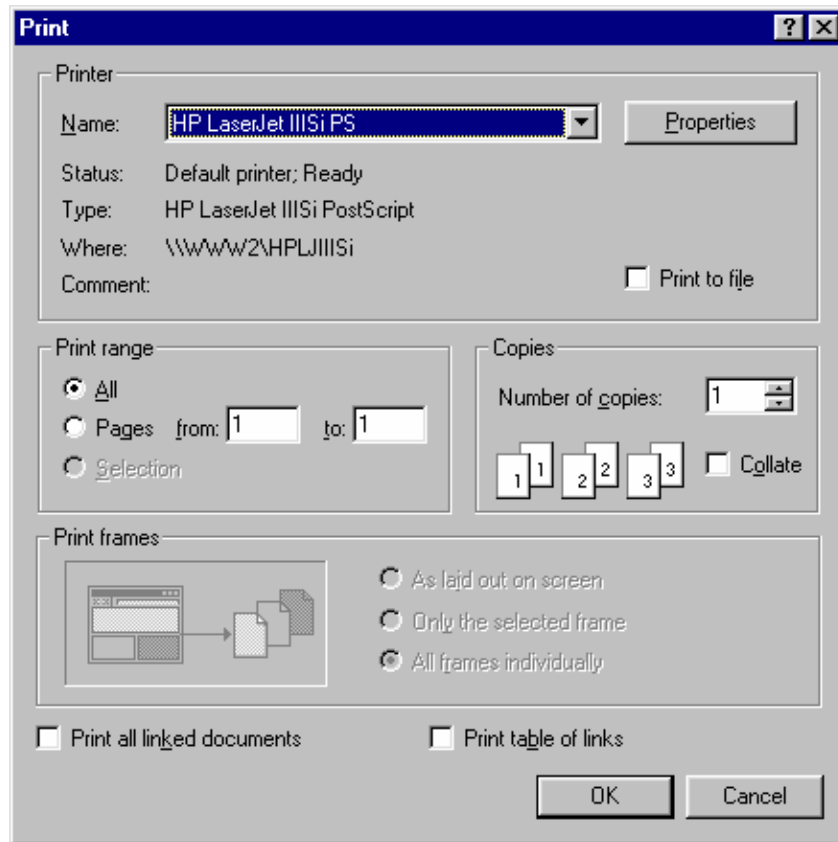 Print
Printer
Name: HP LaserJet IIISi PS Properties
Status: Default printer; Ready
Type: HP LaserJet IIISi PostScript
Where: \\WWW2\HPLJIIISi
Comment: Print to file
Print range
All
Pages from: 1 to: 1
Selection
Copies
Number of copies: 1
1 1 2 2 3 3 Collate
Print frames
As laid out on screen
Only the selected frame
All frames individually
Print all linked documents Print table of links
OK Cancel